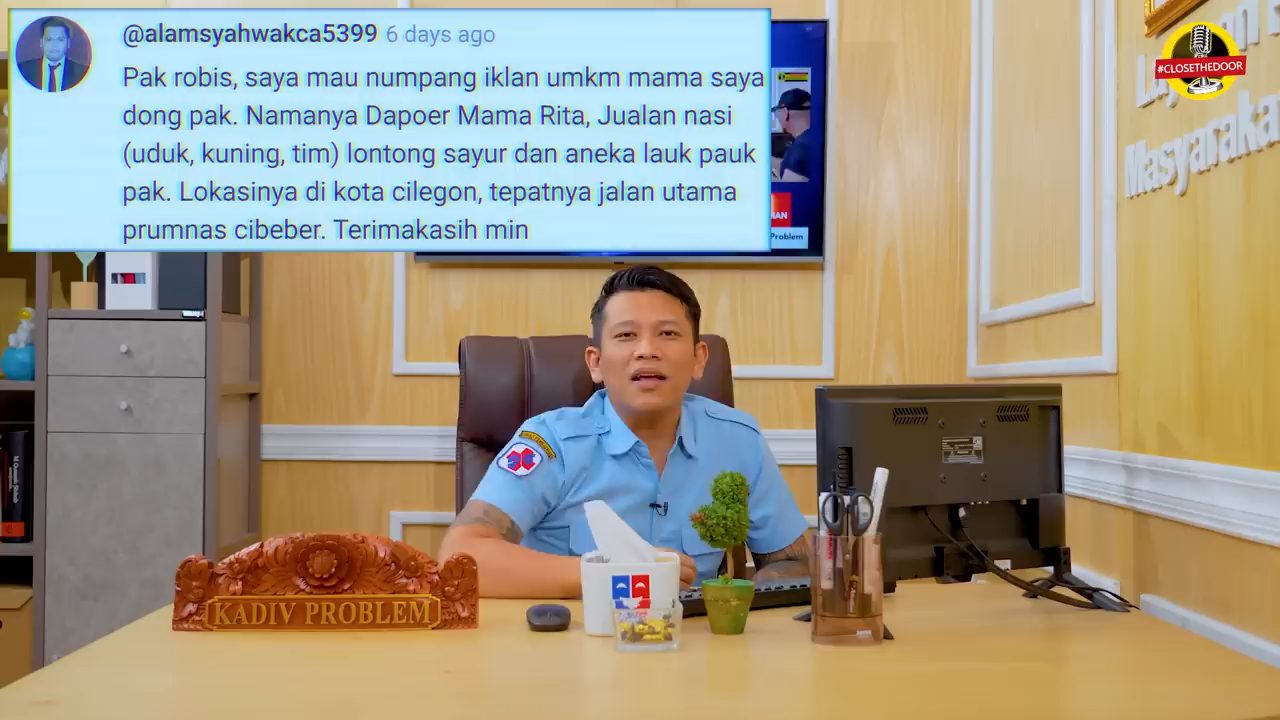 @alamsyahwakca5399 6 days ago
Pak robis, saya mau numpang iklan umkm mama saya
dong pak. Namanya Dapoer Mama Rita, Jualan nasi
(uduk, kuning, tim) lontong sayur dan aneka lauk pauk
pak. Lokasinya di kota cilegon, tepatnya jalan utama
prumnas cibeber. Terimakasih min
#CLOSETHEDOOR
Masyaraka
Problem
KADIV PROBLEM